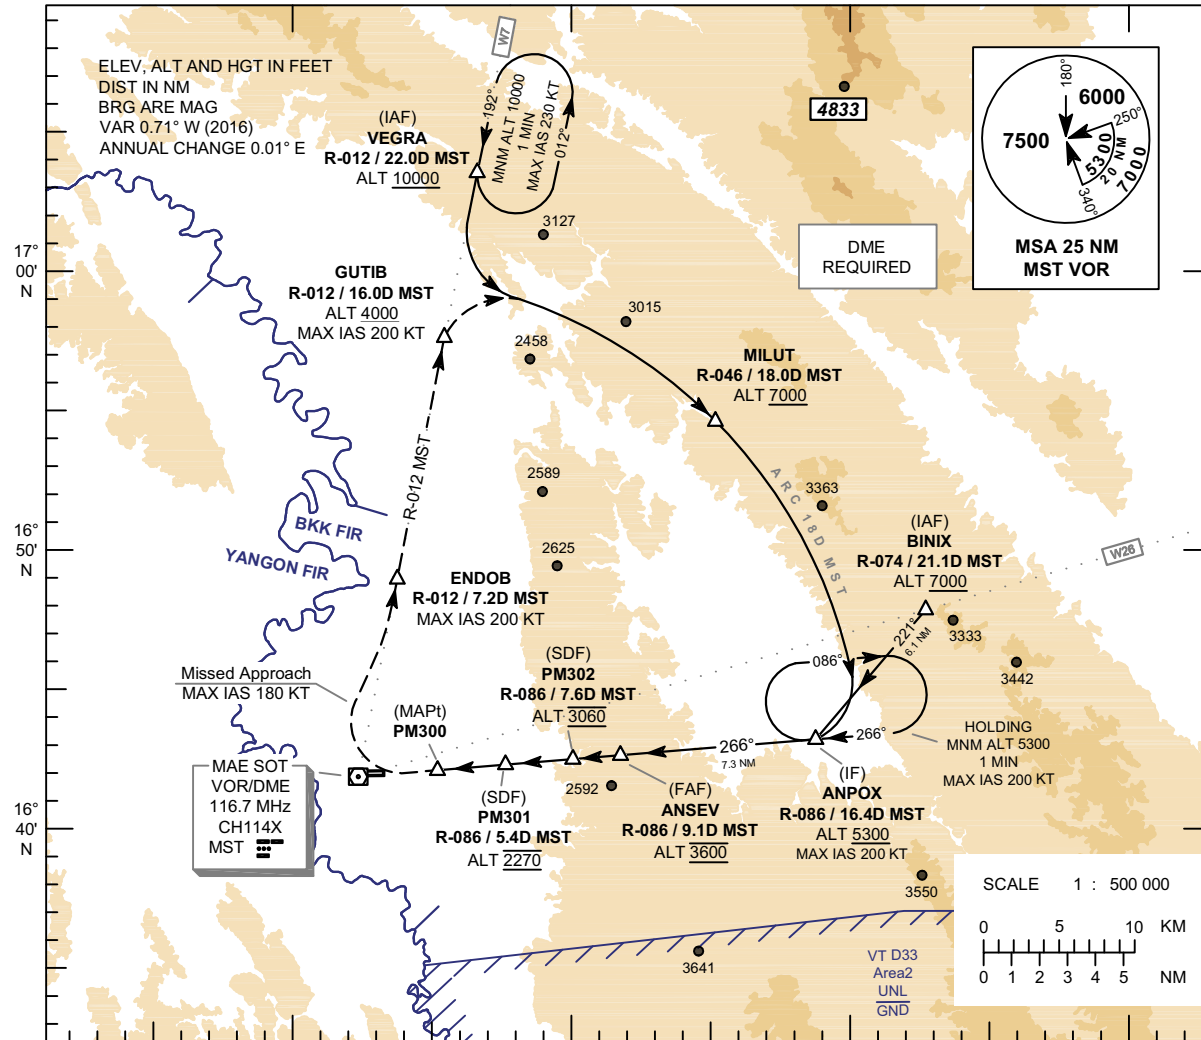 ELEV, ALT AND HGT IN FEET
DIST IN NM
BRG ARE MAG
VAR 0.71° W (2016)
ANNUAL CHANGE 0.01° E
W7
192°
MNM ALT 10000
1 MIN
MAX IAS 230 KT
012°
(IAF)
VEGRA
R-012 / 22.0D MST
ALT 10000
4833
180°
6000
250°
7500
5300
20 NM
7000
340°
MSA 25 NM
MST VOR
3127
DME
REQUIRED
17
00'
N
GUTIB
R-012 / 16.0D MST
ALT 4000
MAX IAS 200 KT
3015
2458
MILUT
R-046 / 18.0D MST
ALT 7000
2589
R-012 MST
ARC 18D MST
3363
BKK FIR
YANGON FIR
16°
50'
N
2625
(IAF)
BINIX
R-074 / 21.1D MST
ALT 7000
W26
ENDOB
R-012 / 7.2D MST
MAX IAS 200 KT
221°
6.1 NM
3333
3442
086°
(SDF)
PM302
R-086 / 7.6D MST
ALT 3060
Missed Approach
MAX IAS 180 KT
(MAPt)
PM300
266°
7.3 NM
266°
HOLDING
MNM ALT 5300
1 MIN
MAX IAS 200 KT
MAE SOT
VOR/DME
116.7 MHz
CH114X
MST
2592
(SDF)
PM301
R-086 / 5.4D MST
ALT 2270
(FAF)
ANSEV
R-086 / 9.1D MST
ALT 3600
(IF)
ANPOX
R-086 / 16.4D MST
ALT 5300
MAX IAS 200 KT
16°
40'
N
3550
SCALE 1 : 500 000
0 5 10 KM
0 1 2 3 4 5 NM
3641
VT D33
Area2
UNL
GND